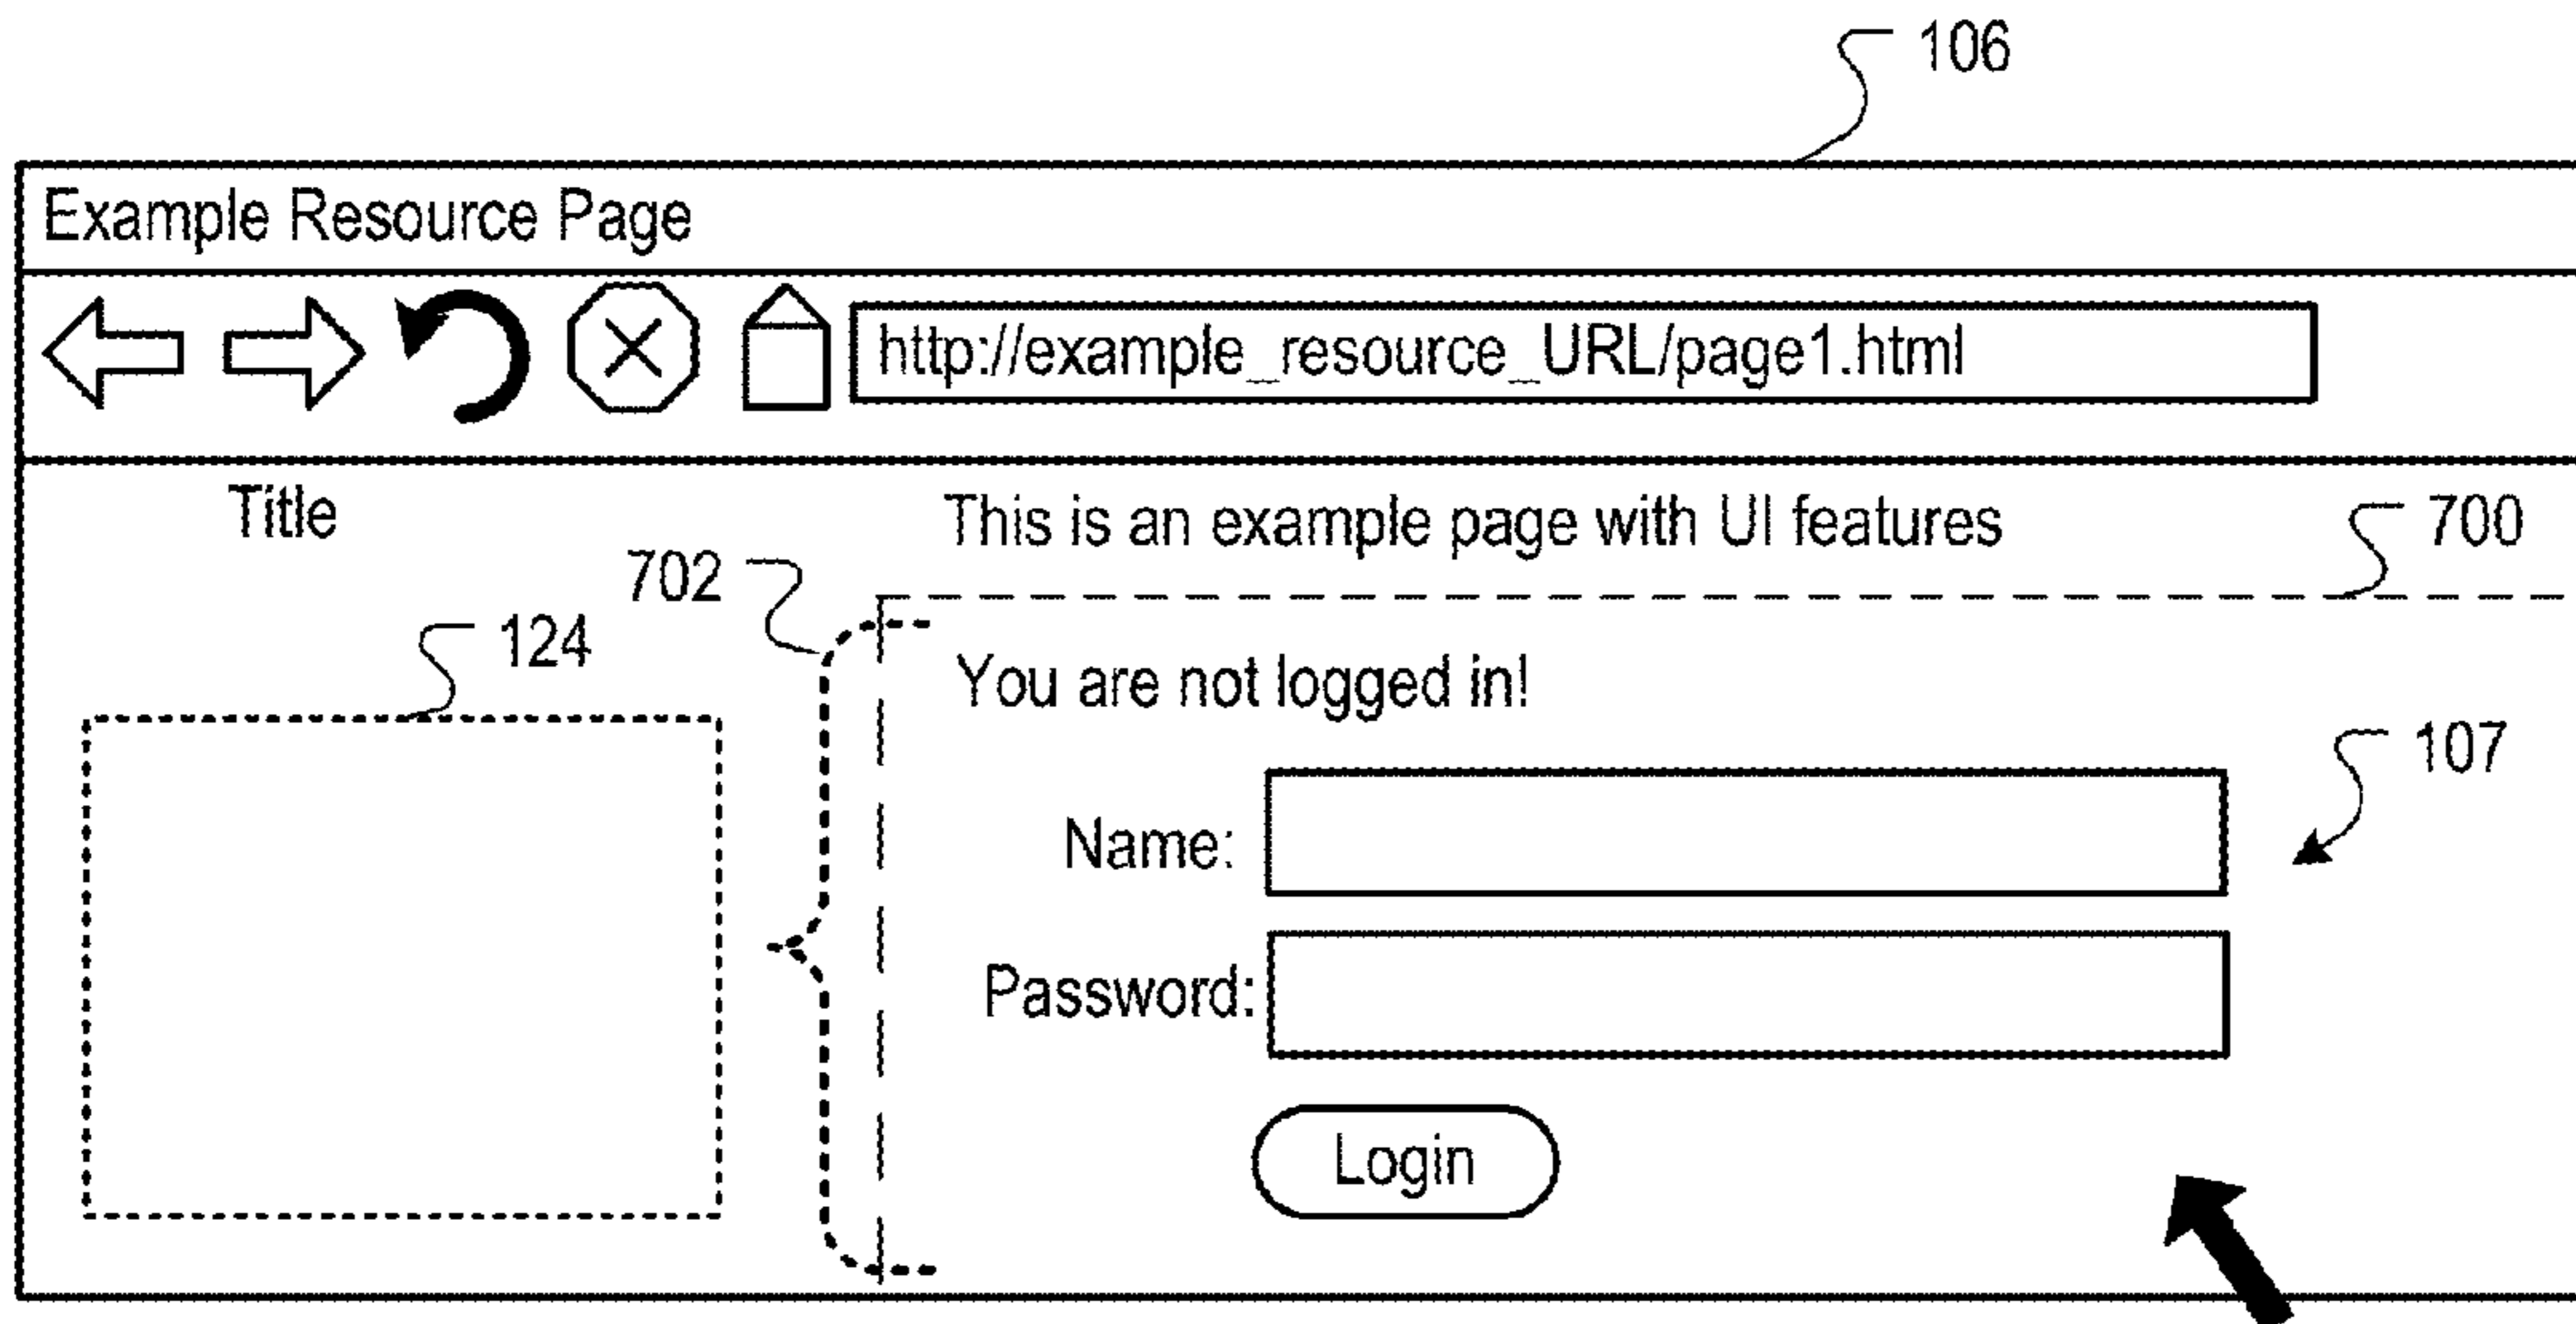 106
Example Resource Page
http://example_resource_URL/page1.html
Title
This is an example page with UI features
700
702
124
You are not logged in!
107
Name:
Password:
Login